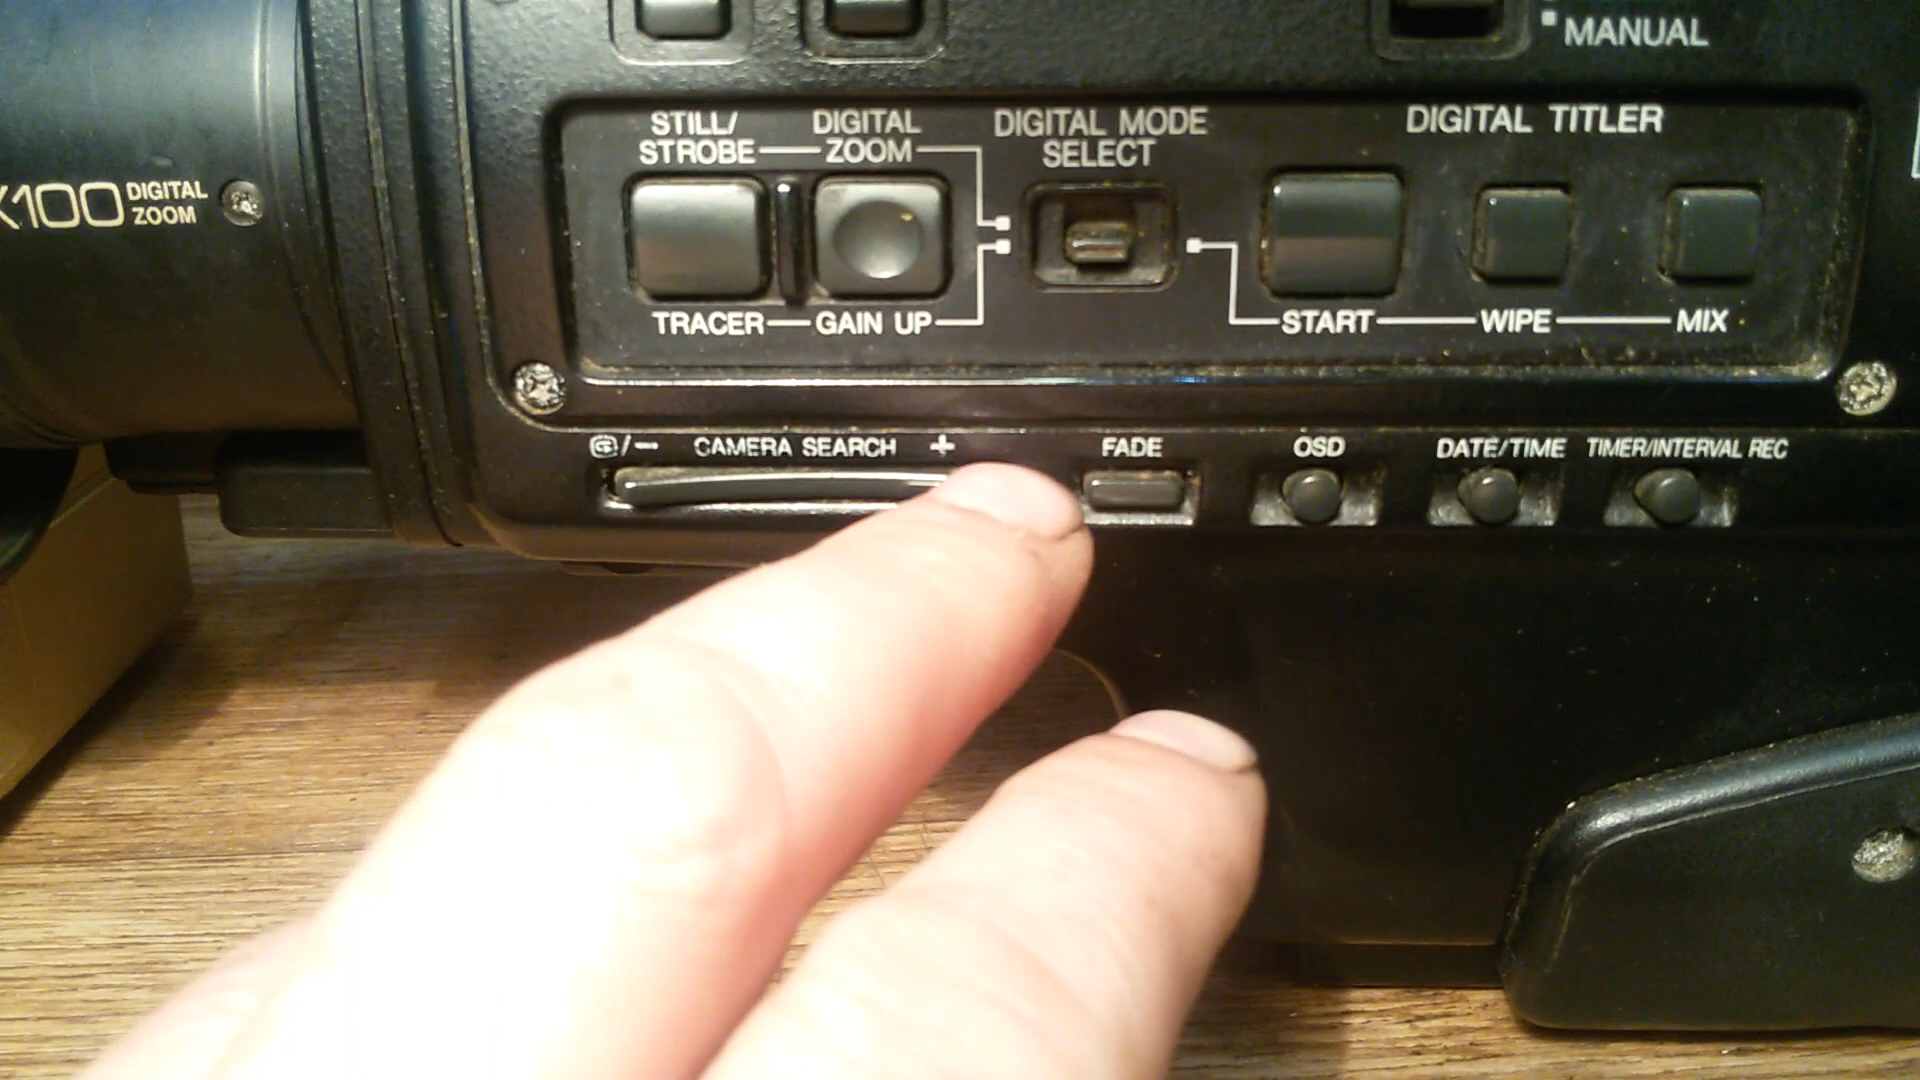 MANUAL
STILL/
STROBE
DIGITAL
ZOOM
DIGITAL MODE
SELECT
DIGITAL TITLER
X100 DIGITAL
ZOOM
TRACER
GAIN UP
START
WIPE
MIX
/−
CAMERA SEARCH
+
FADE
OSD
DATE/TIME
TIMER/INTERVAL REC